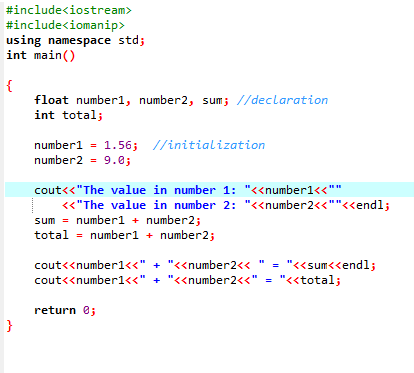 #include<iostream>
#include<iomanip>
using namespace std;
int main()
{
float number1, number2, sum; //declaration
int total;
number1 = 1.56;  //initialization
number2 = 9.0;
cout<<"The value in number 1: "<<number1<<""
<<"The value in number 2: "<<number2<<""<<endl;
sum = number1 + number2;
total = number1 + number2;
cout<<number1<<" + "<<number2<< " = "<<sum<<endl;
cout<<number1<<" + "<<number2<<" = "<<total;
return 0;
}